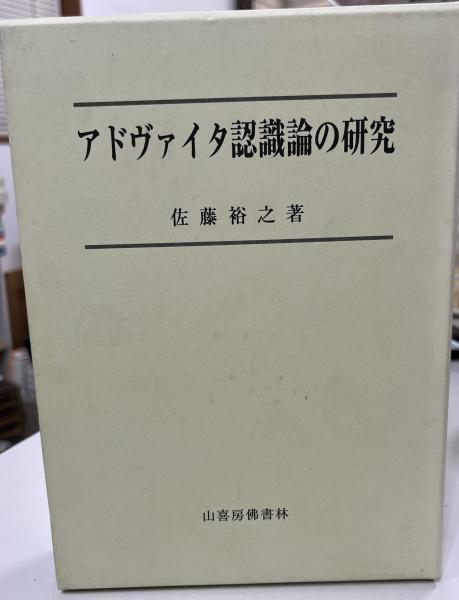 アドヴァイタ認識論の研究
佐藤裕之著
山喜房佛書林